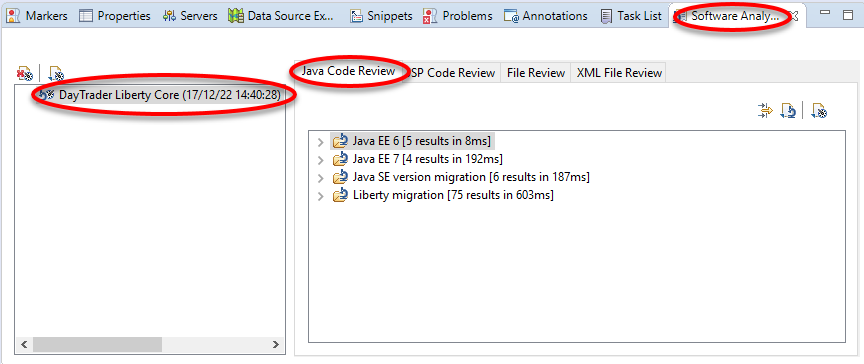 Markers Properties Servers Data Source Ex... Snippets Problems Annotations Task List Software Analy...
Java Code Review SP Code Review File Review XML File Review
DayTrader Liberty Core (17/12/22 14:40:28)
Java EE 6 [5 results in 8ms]
Java EE 7 [4 results in 192ms]
Java SE version migration [6 results in 187ms]
Liberty migration [75 results in 603ms]